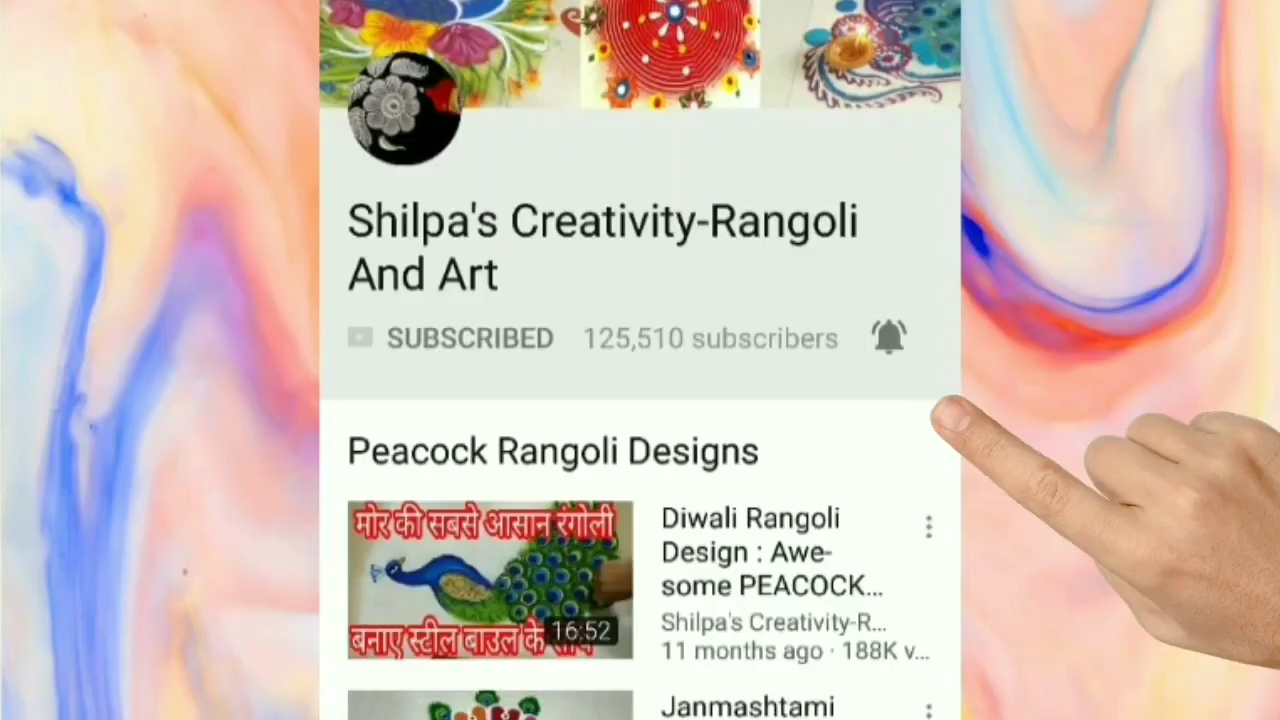 Shilpa's Creativity-Rangoli
And Art
SUBSCRIBED 125,510 subscribers
Peacock Rangoli Designs
मोर की सबसे आसान रंगोली
बनाए स्टील बाउल के साथ
16:52
Diwali Rangoli
Design : Awe-
some PEACOCK...
Shilpa's Creativity-R...
11 months ago · 188K v...
Janmashtami